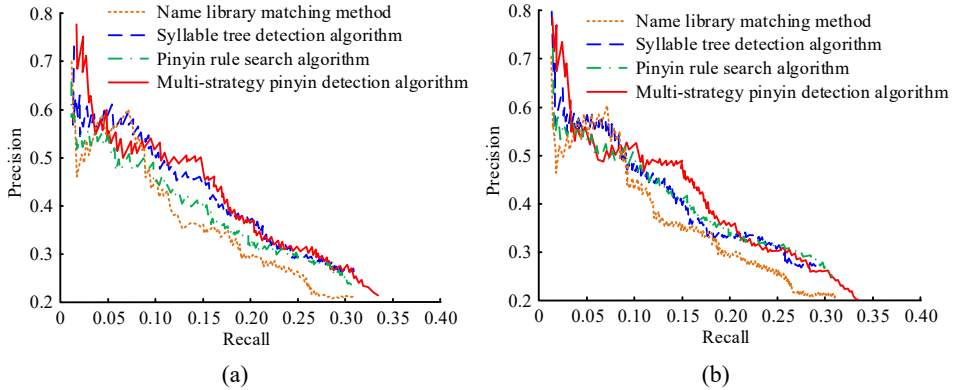 0.8
0.7
0.6
0.5
0.4
0.3
0.2
Precision
0
0.05
0.10
0.15
0.20
0.25
0.30
0.35
0.40
Recall
Name library matching method
Syllable tree detection algorithm
Pinyin rule search algorithm
Multi-strategy pinyin detection algorithm
(a)
0.8
0.7
0.6
0.5
0.4
0.3
0.2
Precision
0
0.05
0.10
0.15
0.20
0.25
0.30
0.35
0.40
Recall
Name library matching method
Syllable tree detection algorithm
Pinyin rule search algorithm
Multi-strategy pinyin detection algorithm
(b)